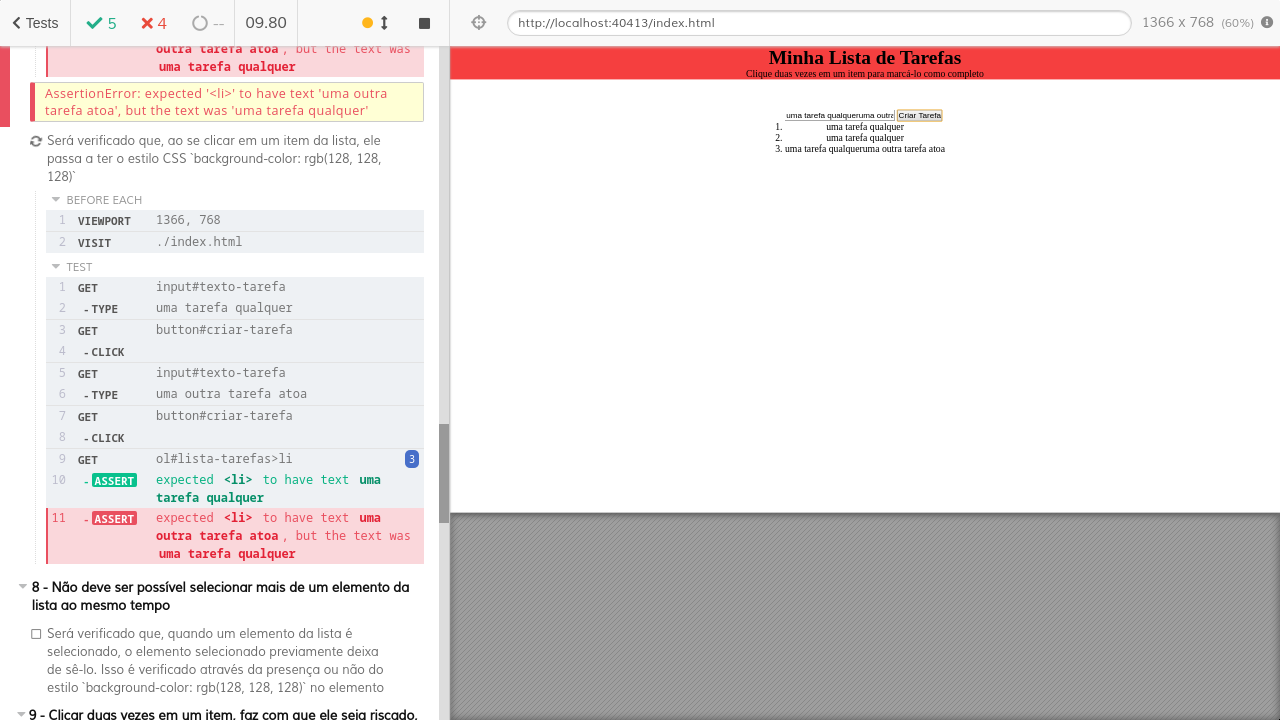 Tests
5
4
--
09.80
http://localhost:40413/index.html
1366 x 768 (60%)
outra tarefa atoa , but the text was
uma tarefa qualquer
AssertionError: expected '<li>' to have text 'uma outra
tarefa atoa', but the text was 'uma tarefa qualquer'
Será verificado que, ao se clicar em um item da lista, ele
passa a ter o estilo CSS `background-color: rgb(128, 128,
128)`
BEFORE EACH
1 VIEWPORT 1366, 768
2 VISIT ./index.html
TEST
1 GET input#texto-tarefa
2 - TYPE uma tarefa qualquer
3 GET button#criar-tarefa
4 - CLICK
5 GET input#texto-tarefa
6 - TYPE uma outra tarefa atoa
7 GET button#criar-tarefa
8 - CLICK
9 GET ol#lista-tarefas>li 3
10 - ASSERT expected <li> to have text uma
tarefa qualquer
11 - ASSERT expected <li> to have text uma
outra tarefa atoa , but the text was
uma tarefa qualquer
8 - Não deve ser possível selecionar mais de um elemento da
lista ao mesmo tempo
Será verificado que, quando um elemento da lista é
selecionado, o elemento selecionado previamente deixa
de sê-lo. Isso é verificado através da presença ou não do
estilo `background-color: rgb(128, 128, 128)` no elemento
9 - Clicar duas vezes em um item, faz com que ele seja riscado,
Minha Lista de Tarefas
Clique duas vezes em um item para marcá-lo como completo
uma tarefa qualqueruma outra Criar Tarefa
1. uma tarefa qualquer
2. uma tarefa qualquer
3. uma tarefa qualqueruma outra tarefa atoa